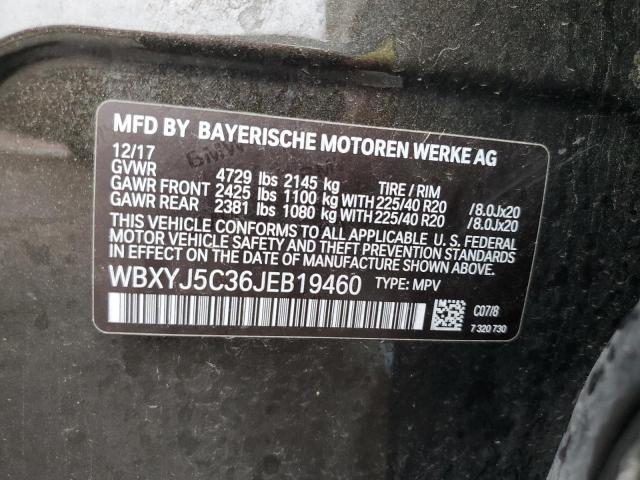 MFD BY BAYERISCHE MOTOREN WERKE AG
12/17
GVWR 4729 lbs 2145 kg TIRE / RIM
GAWR FRONT 2425 lbs 1100 kg WITH 225/40 R20 /8.0Jx20
GAWR REAR 2381 lbs 1080 kg WITH 225/40 R20 /8.0Jx20
THIS VEHICLE CONFORMS TO ALL APPLICABLE U. S. FEDERAL
MOTOR VEHICLE SAFETY AND THEFT PREVENTION STANDARDS
IN EFFECT ON THE DATE OF MANUFACTURE SHOWN ABOVE.
WBXYJ5C36JEB19460 TYPE: MPV
C07/8
7 320 730